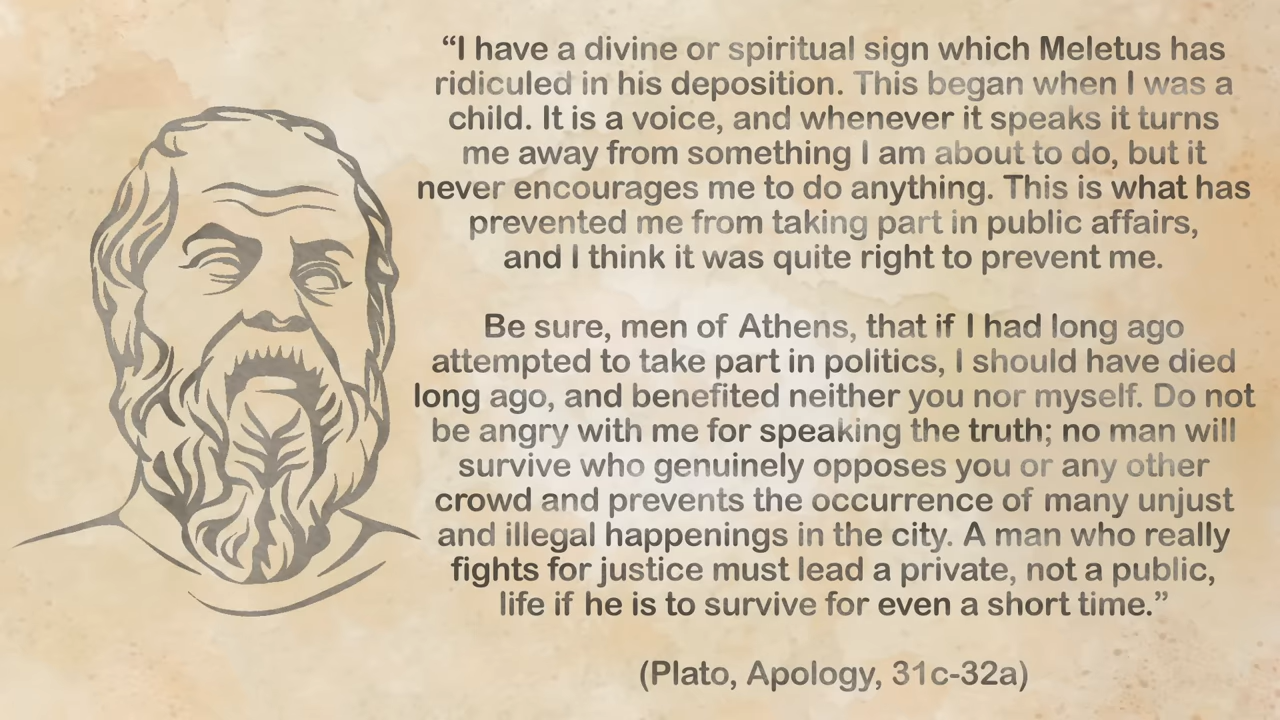 “I have a divine or spiritual sign which Meletus has
ridiculed in his deposition. This began when I was a
child. It is a voice, and whenever it speaks it turns
me away from something I am about to do, but it
never encourages me to do anything. This is what has
prevented me from taking part in public affairs,
and I think it was quite right to prevent me.
Be sure, men of Athens, that if I had long ago
attempted to take part in politics, I should have died
long ago, and benefited neither you nor myself. Do not
be angry with me for speaking the truth; no man will
survive who genuinely opposes you or any other
crowd and prevents the occurrence of many unjust
and illegal happenings in the city. A man who really
fights for justice must lead a private, not a public,
life if he is to survive for even a short time.”
(Plato, Apology, 31c-32a)